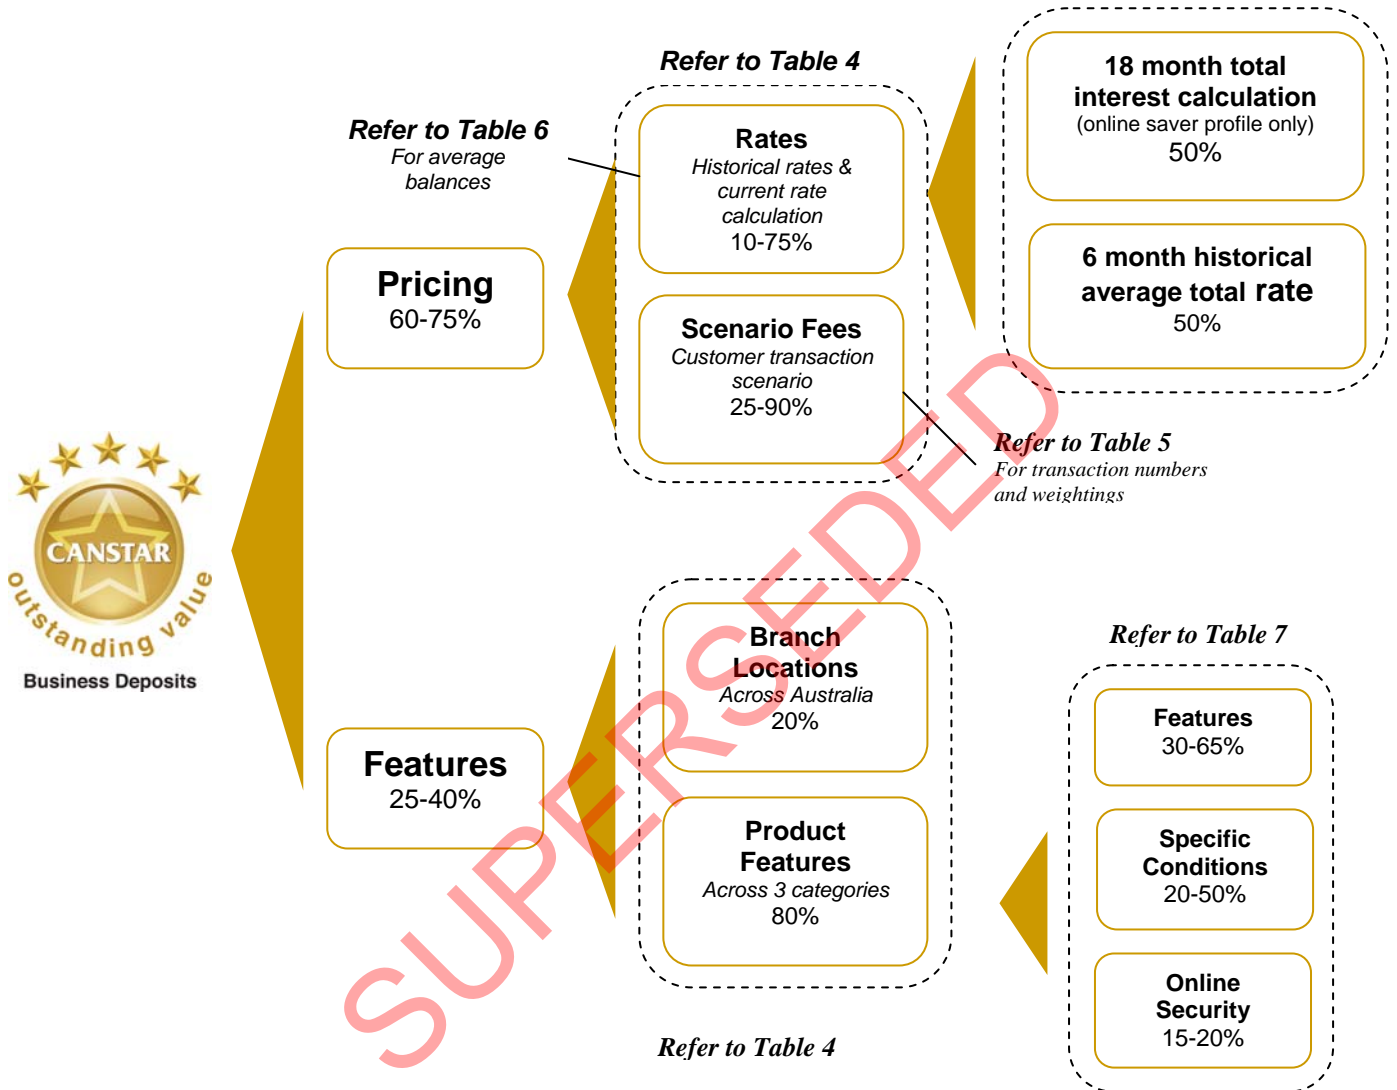 Refer to Table 4
18 month total
interest calculation
(online saver profile only)
50%
Refer to Table 6
For average
balances
Rates
Historical rates &
current rate
calculation
10-75%
6 month historical
average total rate
50%
Pricing
60-75%
Scenario Fees
Customer transaction
scenario
25-90%
Refer to Table 5
For transaction numbers
and weightings
CANSTAR
outstanding value
Business Deposits
Branch
Locations
Across Australia
20%
Refer to Table 7
Features
30-65%
Features
25-40%
Product
Features
Across 3 categories
80%
Specific
Conditions
20-50%
Online
Security
15-20%
Refer to Table 4
SUPERSEDED